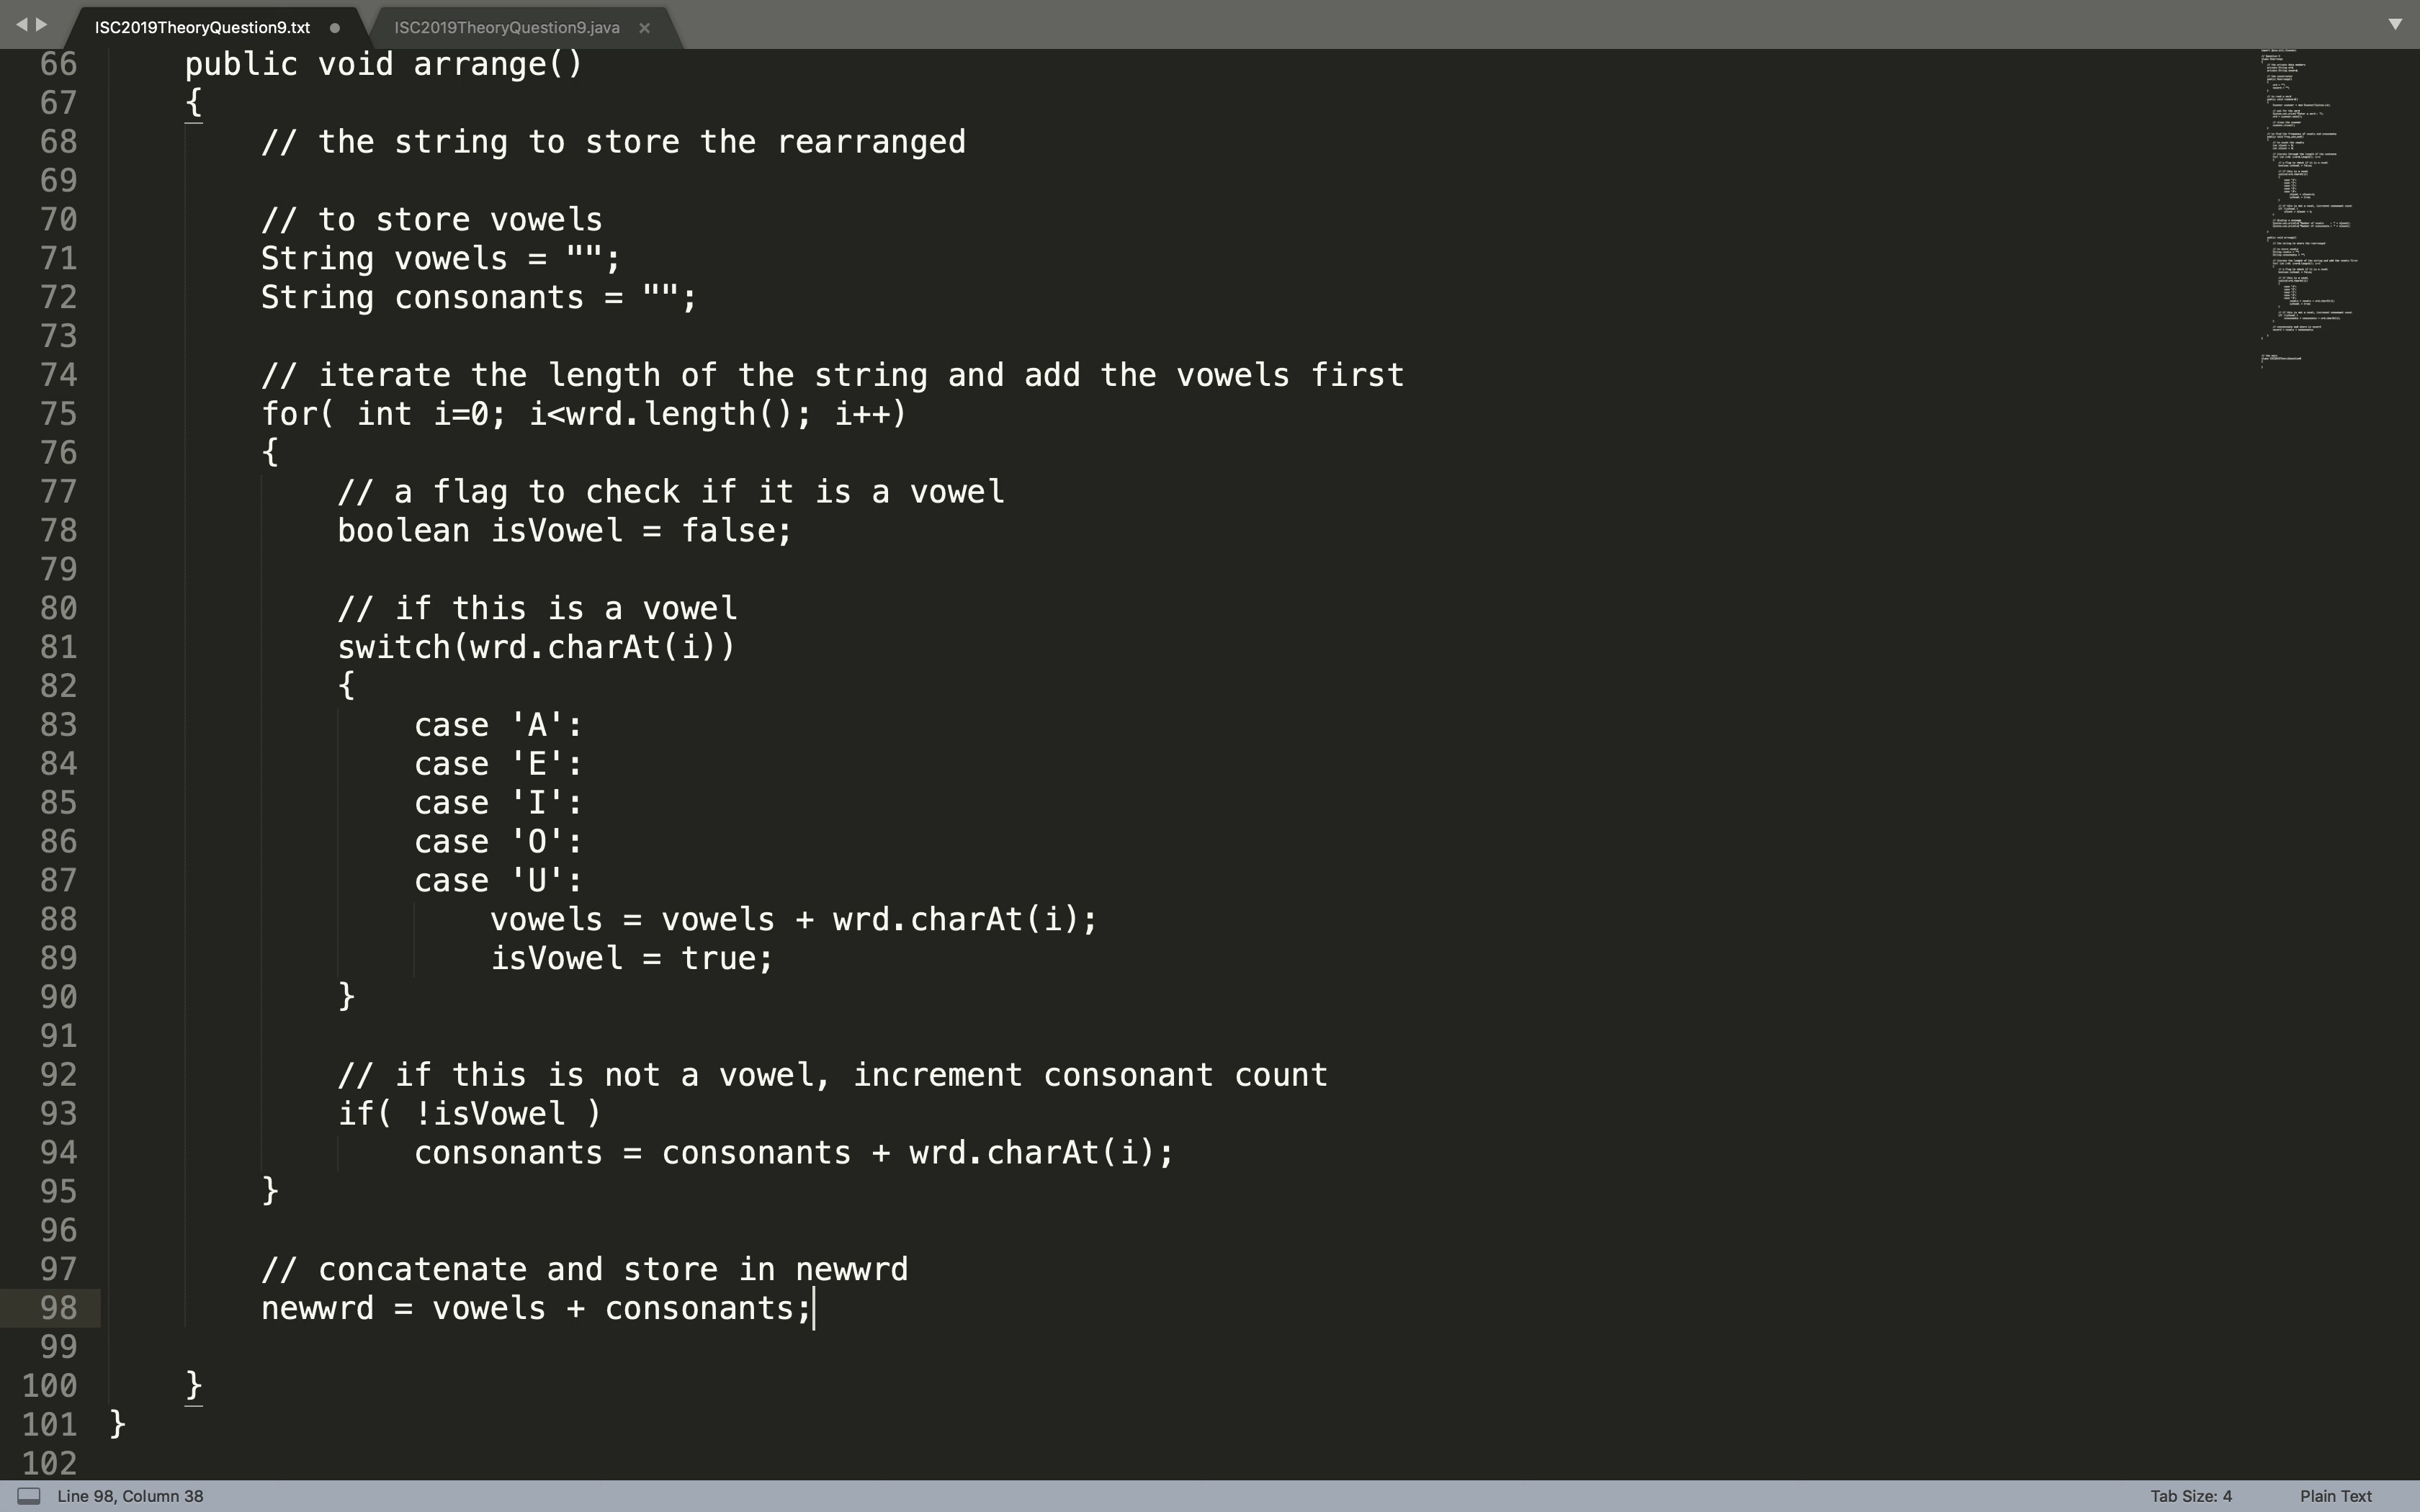 ISC2019TheoryQuestion9.txt ISC2019TheoryQuestion9.java
66 public void arrange()
67 {
68 // the string to store the rearranged
69
70 // to store vowels
71 String vowels = "";
72 String consonants = "";
73
74 // iterate the length of the string and add the vowels first
75 for( int i=0; i<wrd.length(); i++)
76 {
77 // a flag to check if it is a vowel
78 boolean isVowel = false;
79
80 // if this is a vowel
81 switch(wrd.charAt(i))
82 {
83 case 'A':
84 case 'E':
85 case 'I':
86 case 'O':
87 case 'U':
88 vowels = vowels + wrd.charAt(i);
89 isVowel = true;
90 }
91
92 // if this is not a vowel, increment consonant count
93 if( !isVowel )
94 consonants = consonants + wrd.charAt(i);
95 }
96
97 // concatenate and store in newwrd
98 newwrd = vowels + consonants;
99
100 }
101 }
102
Line 98, Column 38 Tab Size: 4 Plain Text